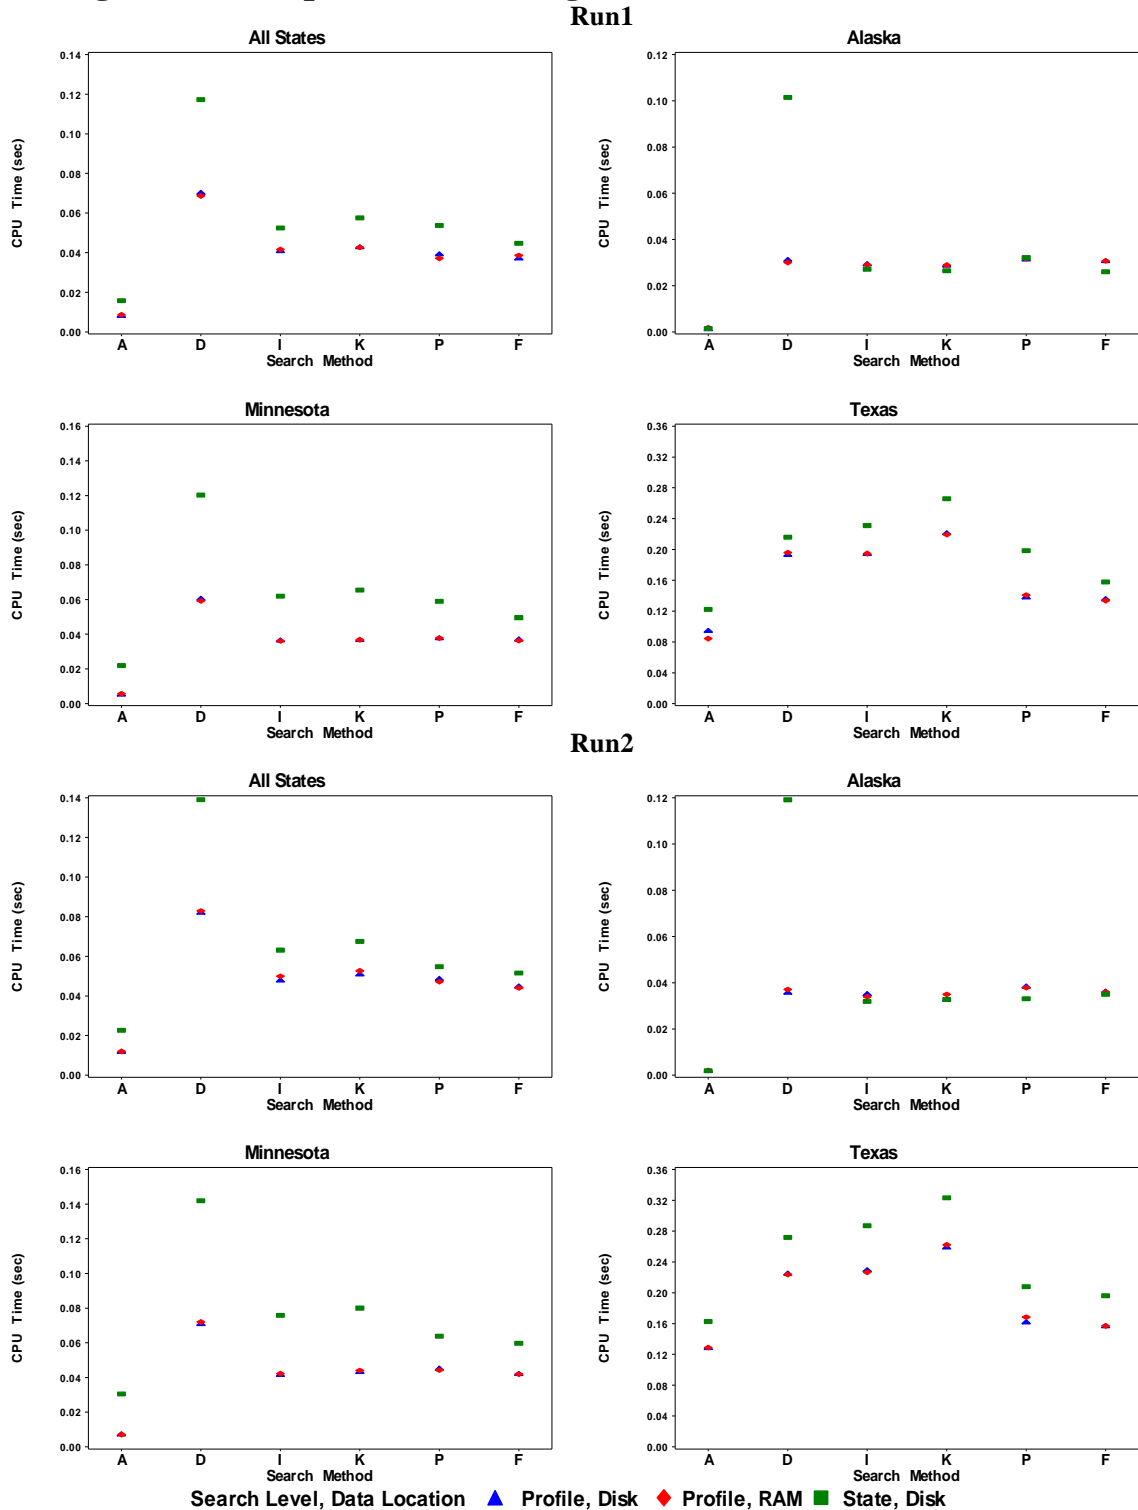 Run1
All States
0.14
0.12
0.10
0.08
0.06
0.04
0.02
0.00
CPU Time (sec)
A D I K P F
Search Method
Alaska
0.12
0.10
0.08
0.06
0.04
0.02
0.00
CPU Time (sec)
A D I K P F
Search Method
Minnesota
0.16
0.14
0.12
0.10
0.08
0.06
0.04
0.02
0.00
CPU Time (sec)
A D I K P F
Search Method
Texas
0.36
0.32
0.28
0.24
0.20
0.16
0.12
0.08
0.04
0.00
CPU Time (sec)
A D I K P F
Search Method
Run2
All States
0.14
0.12
0.10
0.08
0.06
0.04
0.02
0.00
CPU Time (sec)
A D I K P F
Search Method
Alaska
0.12
0.10
0.08
0.06
0.04
0.02
0.00
CPU Time (sec)
A D I K P F
Search Method
Minnesota
0.16
0.14
0.12
0.10
0.08
0.06
0.04
0.02
0.00
CPU Time (sec)
A D I K P F
Search Method
Texas
0.36
0.32
0.28
0.24
0.20
0.16
0.12
0.08
0.04
0.00
CPU Time (sec)
A D I K P F
Search Method
Search Level, Data Location Profile, Disk Profile, RAM State, Disk